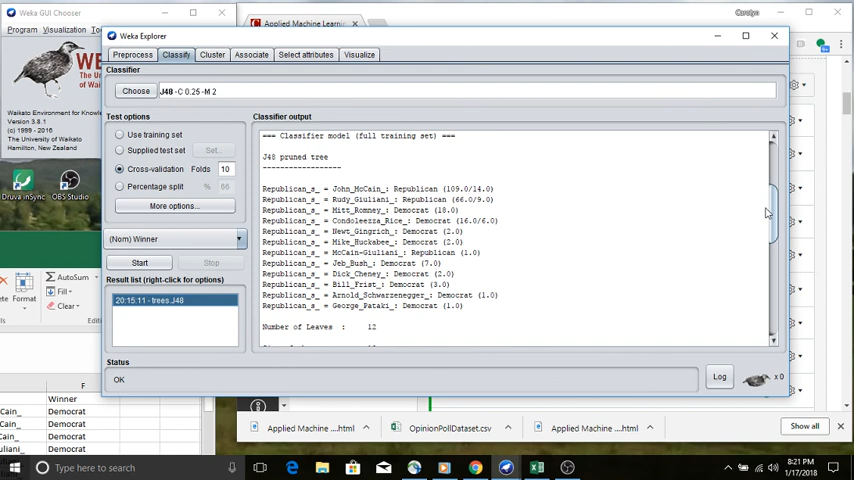 Weka GUI Chooser
Program Visualization
Waikato Environment for Know
Version 3.8.1
(c) 1999 - 2016
The University of Waikato
Hamilton, New Zealand
Druva inSync
OBS Studio
AutoSum
Fill
Clear
Format
F
Winner
Cain_ Democrat
Cain_ Democrat
uliani_ Democrat
Democrat
Applied Machine Learnin
Carolyn
Weka Explorer
Preprocess Classify Cluster Associate Select attributes Visualize
Classifier
Choose J48 -C 0.25 -M 2
Test options
Use training set
Supplied test set Set...
Cross-validation Folds 10
Percentage split % 66
More options...
(Nom) Winner
Start Stop
Result list (right-click for options)
20:15:11 - trees.J48
Classifier output
=== Classifier model (full training set) ===
J48 pruned tree
------------------
Republican_s_ = John_McCain_: Republican (109.0/14.0)
Republican_s_ = Rudy_Giuliani_: Republican (66.0/9.0)
Republican_s_ = Mitt_Romney_: Democrat (18.0)
Republican_s_ = Condoleezza_Rice_: Democrat (16.0/6.0)
Republican_s_ = Newt_Gingrich_: Democrat (2.0)
Republican_s_ = Mike_Huckabee_: Democrat (2.0)
Republican_s_ = McCain-Giuliani_: Republican (1.0)
Republican_s_ = Jeb_Bush_: Democrat (7.0)
Republican_s_ = Dick_Cheney_: Democrat (2.0)
Republican_s_ = Bill_Frist_: Democrat (3.0)
Republican_s_ = Arnold_Schwarzenegger_: Democrat (1.0)
Republican_s_ = George_Pataki_: Democrat (1.0)
Number of Leaves : 12
Status
OK
Log x 0
Applied Machine ....html OpinionPollDataset.csv Applied Machine ....html Show all
Type here to search
8:21 PM
1/17/2018